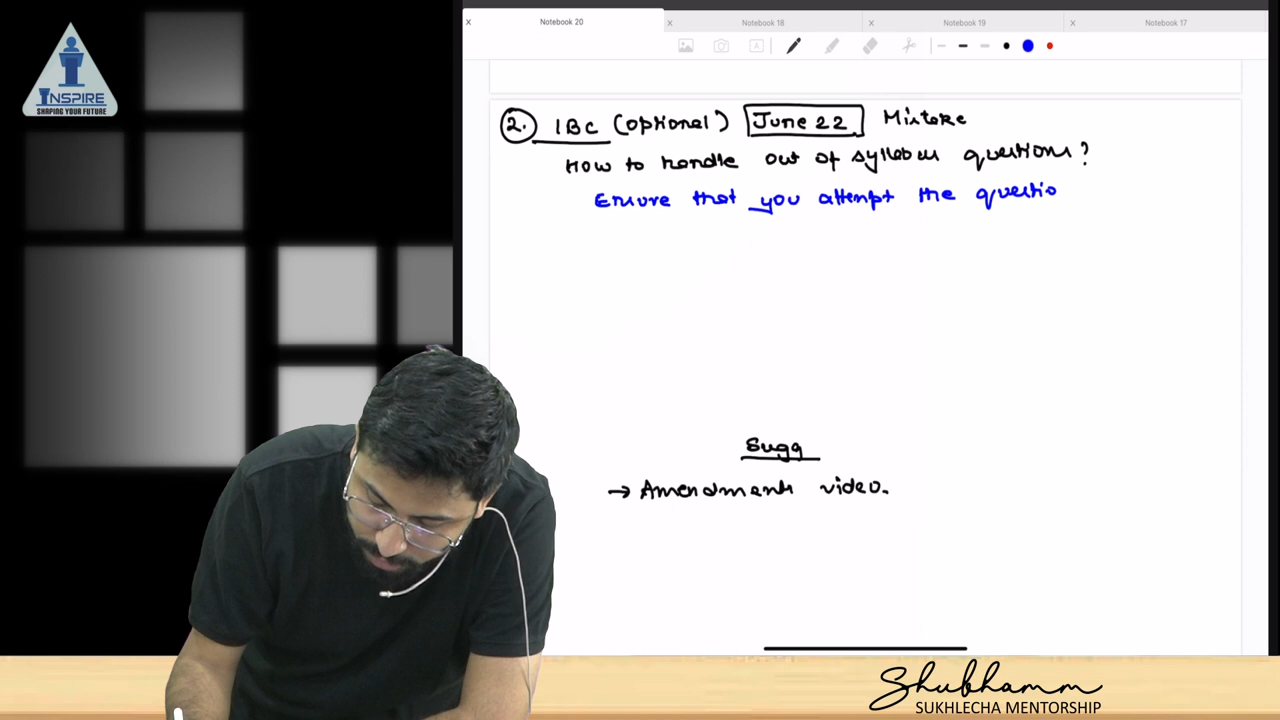 INSPIRE
SHAPING YOUR FUTURE
Notebook 20
Notebook 18
Notebook 19
Notebook 17
2. IBC (optional) June 22 Mistake
How to handle out of syllabus questions?
Ensure that you attempt the questio
Sugg
→ Amendments video.
Shubhamm
SUKHLECHA MENTORSHIP